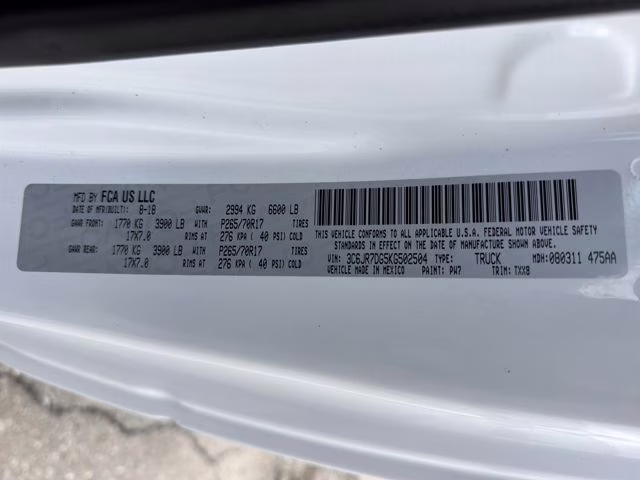 MFD BY FCA US LLC
DATE OF MFR(BUILT): 8-18 GVWR: 2994 KG 6600 LB
GAWR FRONT: 1770 KG 3900 LB WITH P265/70R17 TIRES
17X7.0 RIMS AT 276 KPA ( 40 PSI) COLD
GAWR REAR: 1770 KG 3900 LB WITH P265/70R17 TIRES
17X7.0 RIMS AT 276 KPA ( 40 PSI) COLD
THIS VEHICLE CONFORMS TO ALL APPLICABLE U.S.A. FEDERAL MOTOR VEHICLE SAFETY
STANDARDS IN EFFECT ON THE DATE OF MANUFACTURE SHOWN ABOVE.
VIN: 3C6JR7DG5KG502504 TYPE: TRUCK MDH: 080311 475AA
VEHICLE MADE IN MEXICO PAINT: PW7 TRIM: TXX8